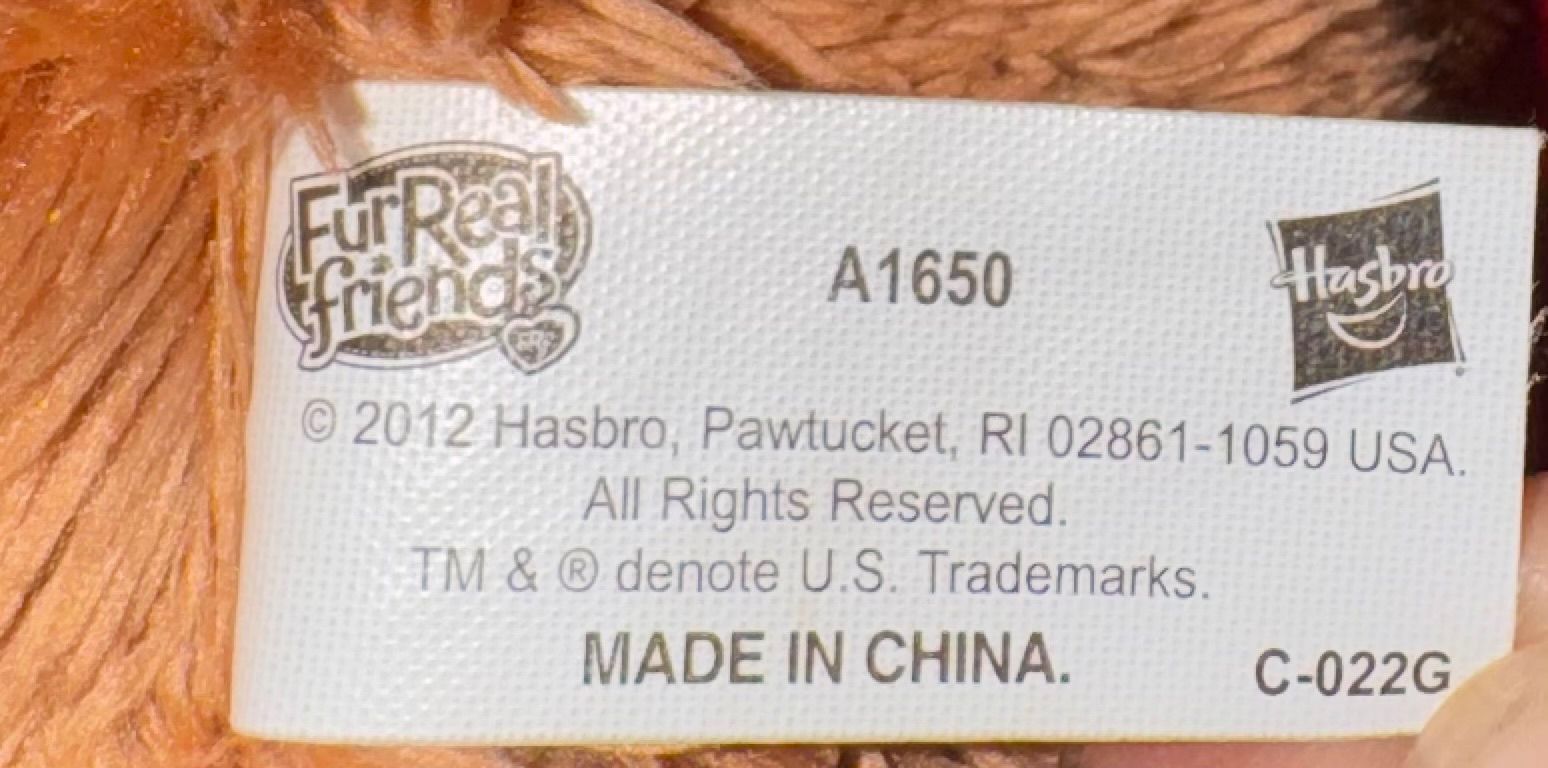 FurReal
friends
A1650
Hasbro
© 2012 Hasbro, Pawtucket, RI 02861-1059 USA.
All Rights Reserved.
TM & ® denote U.S. Trademarks.
MADE IN CHINA.
C-022G